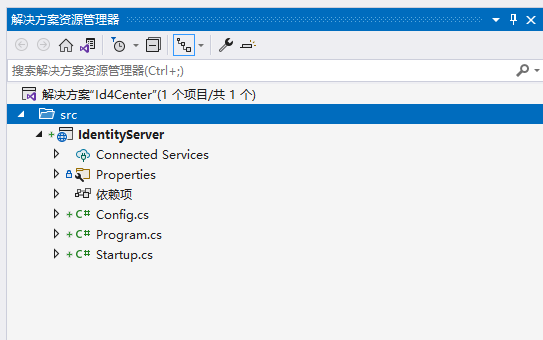 解决方案资源管理器
搜索解决方案资源管理器(Ctrl+;)
解决方案"Id4Center"(1 个项目/共 1 个)
src
IdentityServer
Connected Services
Properties
依赖项
C# Config.cs
C# Program.cs
C# Startup.cs